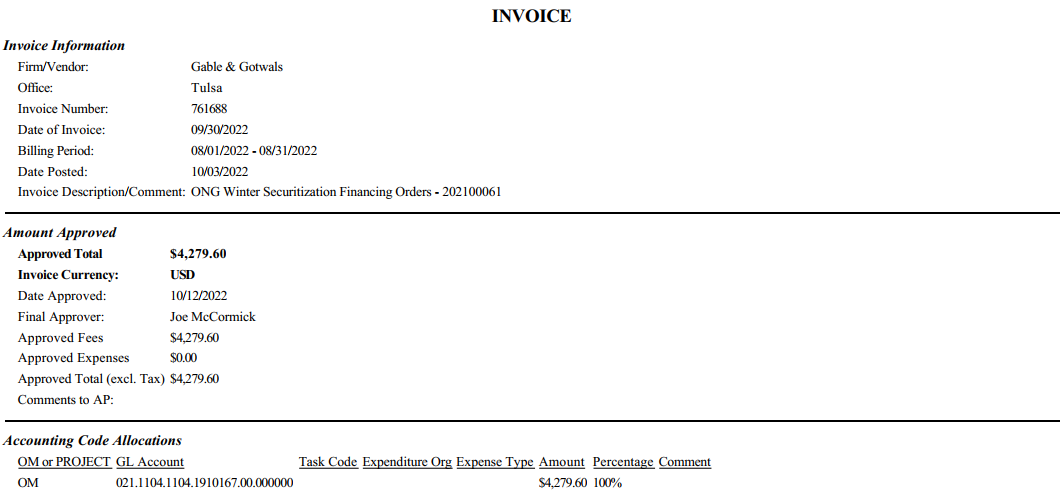 INVOICE
Invoice Information
Firm/Vendor: Gable & Gotwals
Office: Tulsa
Invoice Number: 761688
Date of Invoice: 09/30/2022
Billing Period: 08/01/2022 - 08/31/2022
Date Posted: 10/03/2022
Invoice Description/Comment: ONG Winter Securitization Financing Orders - 202100061
Amount Approved
Approved Total $4,279.60
Invoice Currency: USD
Date Approved: 10/12/2022
Final Approver: Joe McCormick
Approved Fees $4,279.60
Approved Expenses $0.00
Approved Total (excl. Tax) $4,279.60
Comments to AP:
Accounting Code Allocations
OM or PROJECT GL Account Task Code Expenditure Org Expense Type Amount Percentage Comment
OM 021.1104.1104.1910167.00.000000 $4,279.60 100%